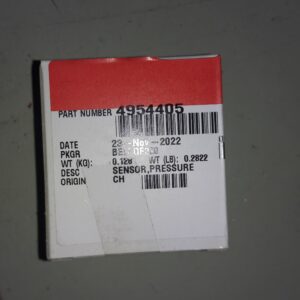 PART NUMBER 4954405
DATE 23-Nov-2022
PKGR
WT (KG): 0.128 WT (LB): 0.2822
DESC SENSOR,PRESSURE
ORIGIN CH